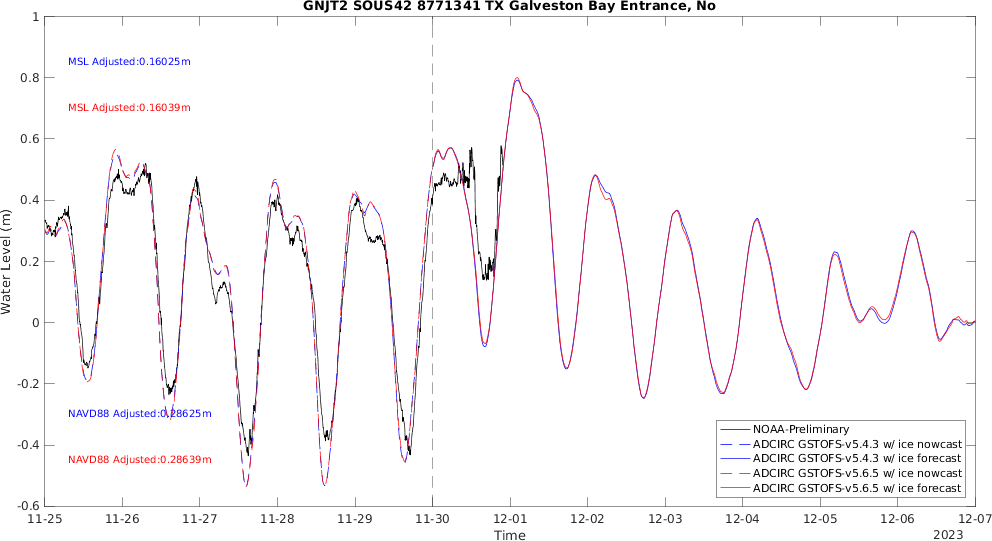 GNJT2 SOUS42 8771341 TX Galveston Bay Entrance, No
1
0.8
0.6
0.4
0.2
0
-0.2
-0.4
-0.6
Water Level (m)
MSL Adjusted:0.16025m
MSL Adjusted:0.16039m
NAVD88 Adjusted:0.28625m
NAVD88 Adjusted:0.28639m
NOAA-Preliminary
ADCIRC GSTOFS-v5.4.3 w/ ice nowcast
ADCIRC GSTOFS-v5.4.3 w/ ice forecast
ADCIRC GSTOFS-v5.6.5 w/ ice nowcast
ADCIRC GSTOFS-v5.6.5 w/ ice forecast
11-25 11-26 11-27 11-28 11-29 11-30 12-01 12-02 12-03 12-04 12-05 12-06 12-07
Time
2023